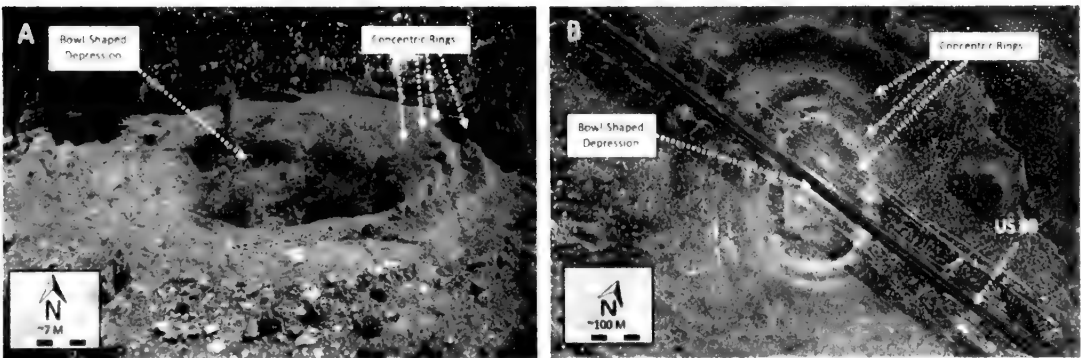 A
Bowl Shaped
Depression
Concentric Rings
N
~7 M
B
Concentric Rings
Bowl Shaped
Depression
US
N
~100 M